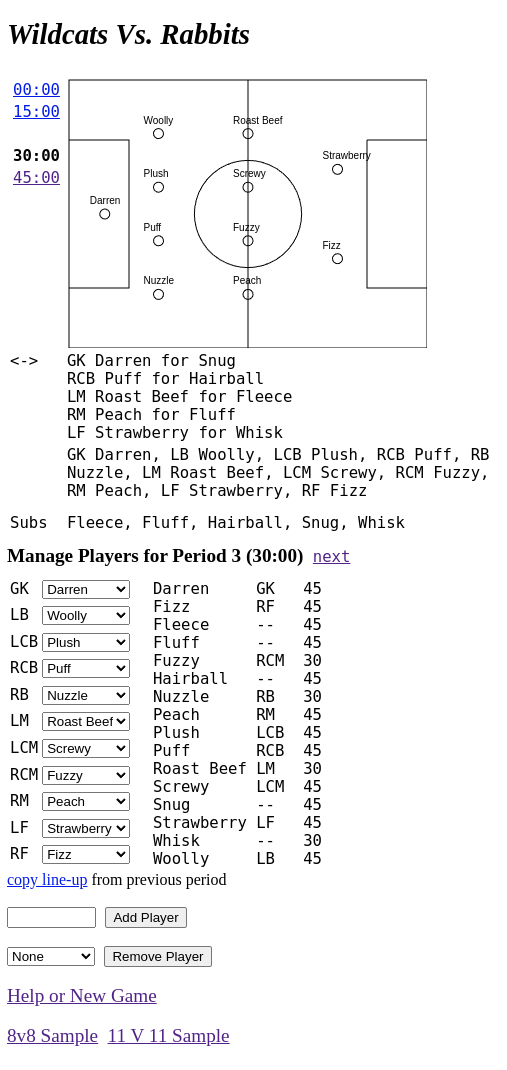 Wildcats Vs. Rabbits
00:00
15:00
30:00
45:00
Woolly
Roast Beef
Strawberry
Plush
Screwy
Darren
Puff
Fuzzy
Fizz
Nuzzle
Peach
<-> GK Darren for Snug
RCB Puff for Hairball
LM Roast Beef for Fleece
RM Peach for Fluff
LF Strawberry for Whisk
GK Darren, LB Woolly, LCB Plush, RCB Puff, RB
Nuzzle, LM Roast Beef, LCM Screwy, RCM Fuzzy,
RM Peach, LF Strawberry, RF Fizz
Subs Fleece, Fluff, Hairball, Snug, Whisk
Manage Players for Period 3 (30:00) next
GK Darren
LB Woolly
LCB Plush
RCB Puff
RB Nuzzle
LM Roast Beef
LCM Screwy
RCM Fuzzy
RM Peach
LF Strawberry
RF Fizz
Darren GK 45
Fizz RF 45
Fleece -- 45
Fluff -- 45
Fuzzy RCM 30
Hairball -- 45
Nuzzle RB 30
Peach RM 45
Plush LCB 45
Puff RCB 45
Roast Beef LM 30
Screwy LCM 45
Snug -- 45
Strawberry LF 45
Whisk -- 30
Woolly LB 45
copy line-up from previous period
Add Player
None Remove Player
Help or New Game
8v8 Sample 11 V 11 Sample